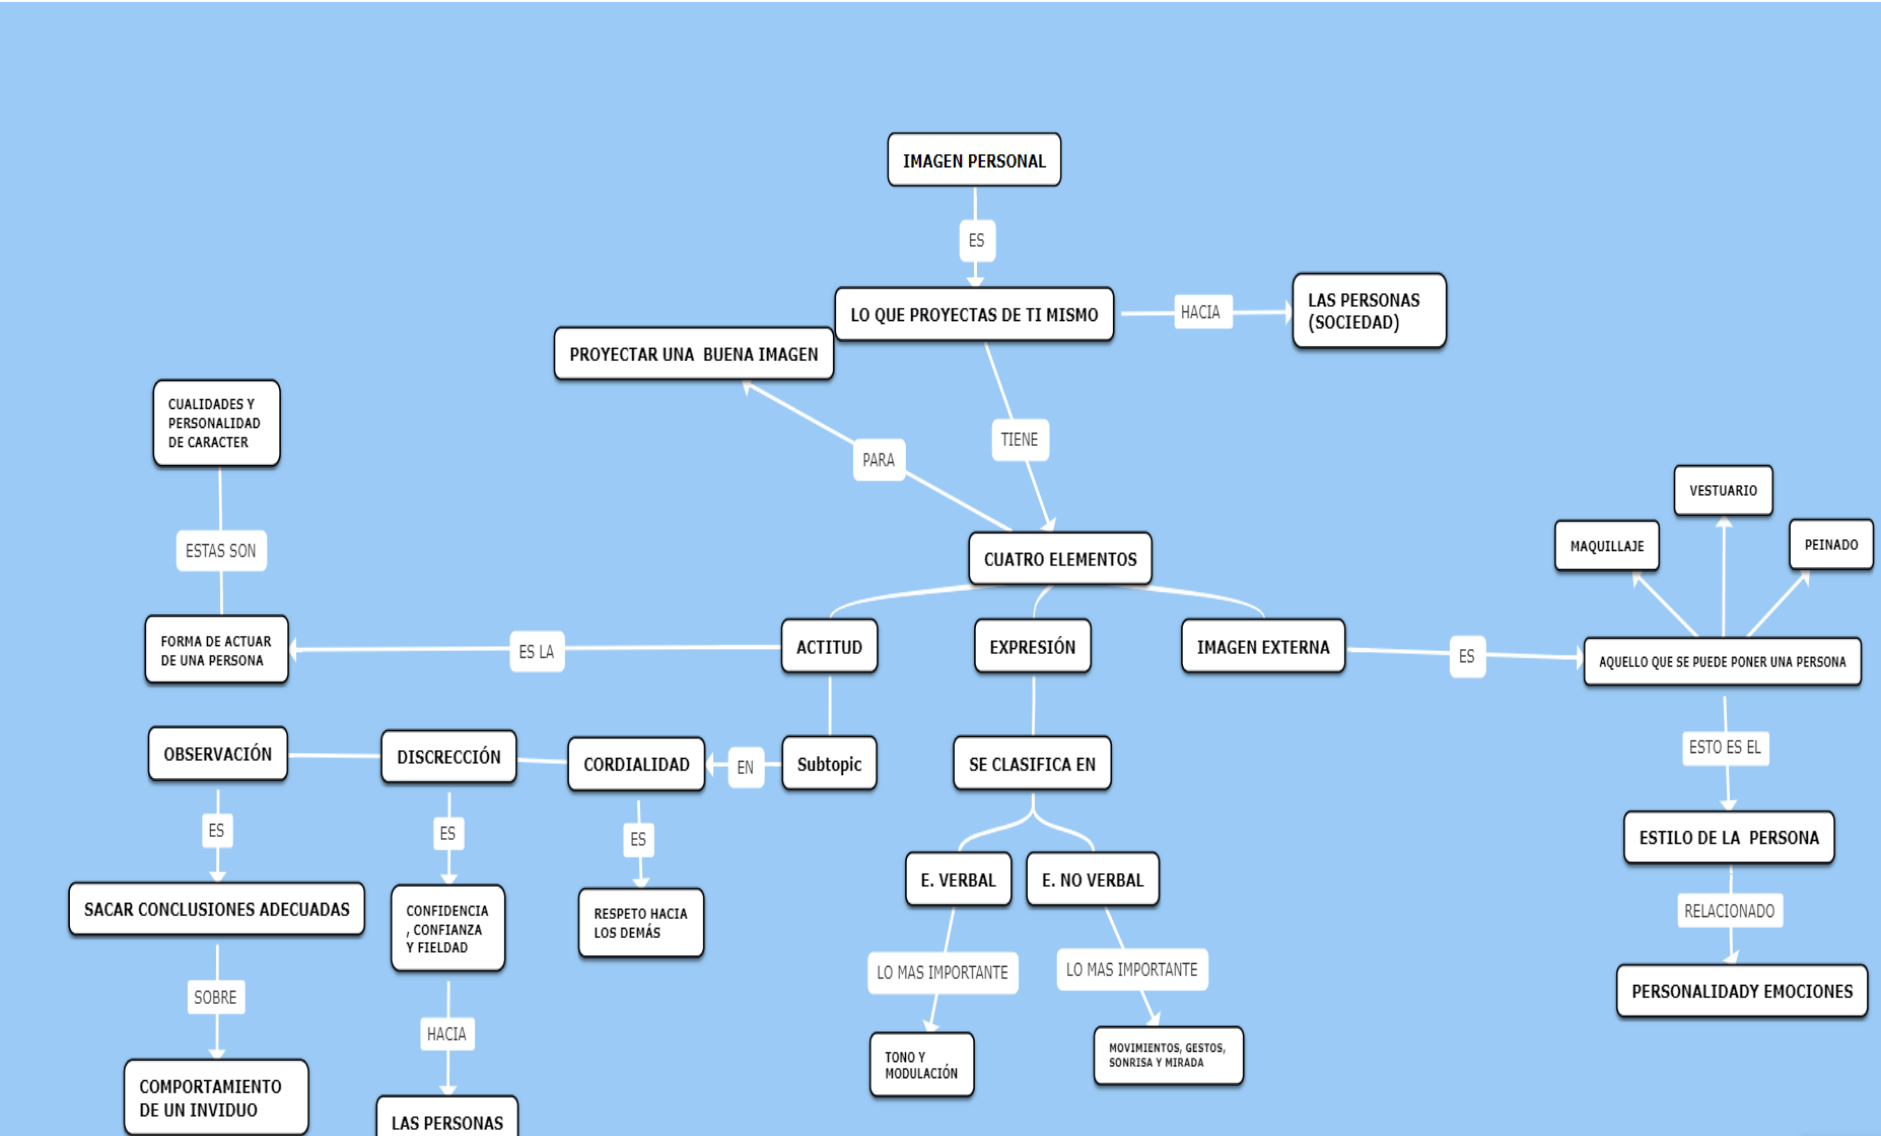 IMAGEN PERSONAL
ES
LO QUE PROYECTAS DE TI MISMO
HACIA
LAS PERSONAS
(SOCIEDAD)
PROYECTAR UNA BUENA IMAGEN
PARA
TIENE
CUATRO ELEMENTOS
CUALIDADES Y
PERSONALIDAD
DE CARACTER
ESTAS SON
FORMA DE ACTUAR
DE UNA PERSONA
ES LA
ACTITUD
EXPRESIÓN
IMAGEN EXTERNA
ES
AQUELLO QUE SE PUEDE PONER UNA PERSONA
MAQUILLAJE
VESTUARIO
PEINADO
OBSERVACIÓN
DISCRECCIÓN
CORDIALIDAD
EN
Subtopic
SE CLASIFICA EN
ESTO ES EL
ESTILO DE LA PERSONA
RELACIONADO
PERSONALIDADY EMOCIONES
ES
ES
ES
SACAR CONCLUSIONES ADECUADAS
CONFIDENCIA
, CONFIANZA
Y FIELDAD
RESPETO HACIA
LOS DEMÁS
E. VERBAL
E. NO VERBAL
LO MAS IMPORTANTE
LO MAS IMPORTANTE
TONO Y
MODULACIÓN
MOVIMIENTOS, GESTOS,
SONRISA Y MIRADA
SOBRE
HACIA
COMPORTAMIENTO
DE UN INVIDUO
LAS PERSONAS